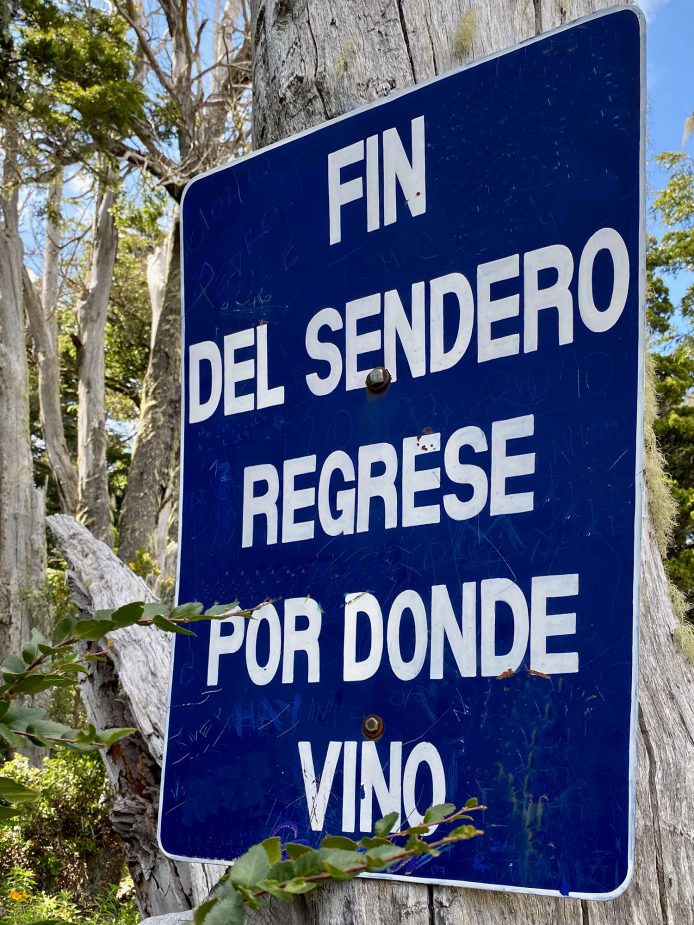 FIN
DEL SENDERO
REGRESE
POR DONDE
VINO